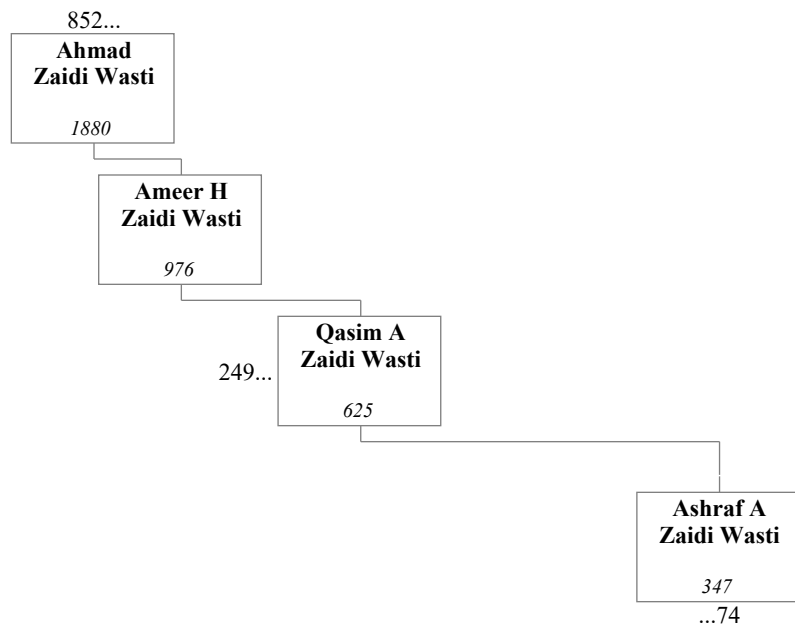 852...
Ahmad
Zaidi Wasti
1880
Ameer H
Zaidi Wasti
976
Qasim A
Zaidi Wasti
249...
625
Ashraf A
Zaidi Wasti
347
...74